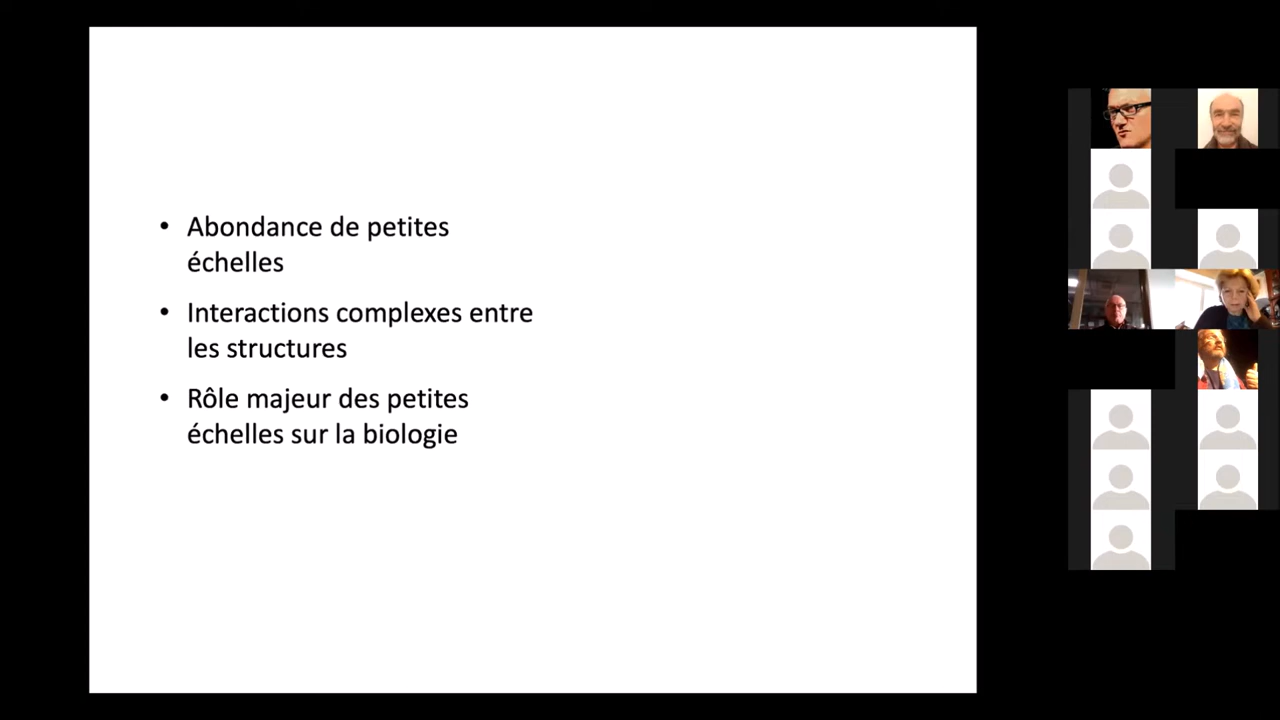 • Abondance de petites
échelles
• Interactions complexes entre
les structures
• Rôle majeur des petites
échelles sur la biologie